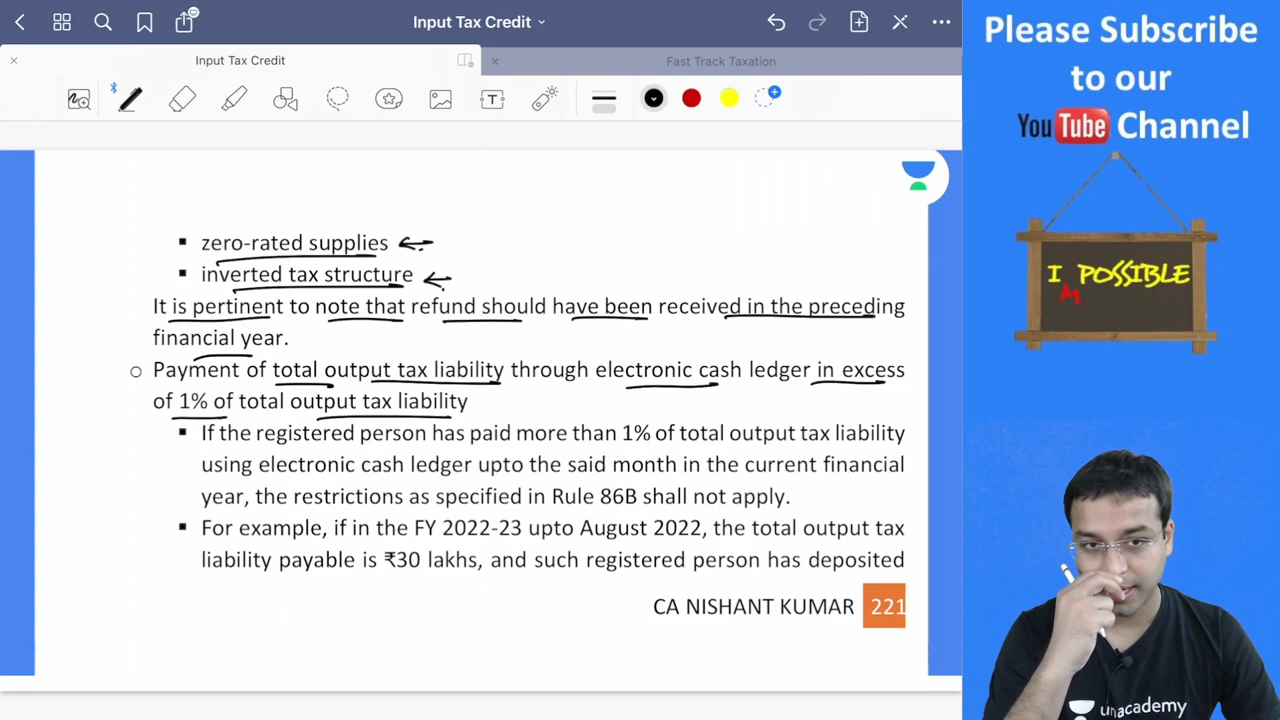 Input Tax Credit
Input Tax Credit
Fast Track Taxation
▪ zero-rated supplies
▪ inverted tax structure
It is pertinent to note that refund should have been received in the preceding
financial year.
○ Payment of total output tax liability through electronic cash ledger in excess
of 1% of total output tax liability
▪ If the registered person has paid more than 1% of total output tax liability
using electronic cash ledger upto the said month in the current financial
year, the restrictions as specified in Rule 86B shall not apply.
▪ For example, if in the FY 2022-23 upto August 2022, the total output tax
liability payable is ₹30 lakhs, and such registered person has deposited
CA NISHANT KUMAR 221
Please Subscribe
to our
YouTube Channel
I POSSIBLE
M
unacademy